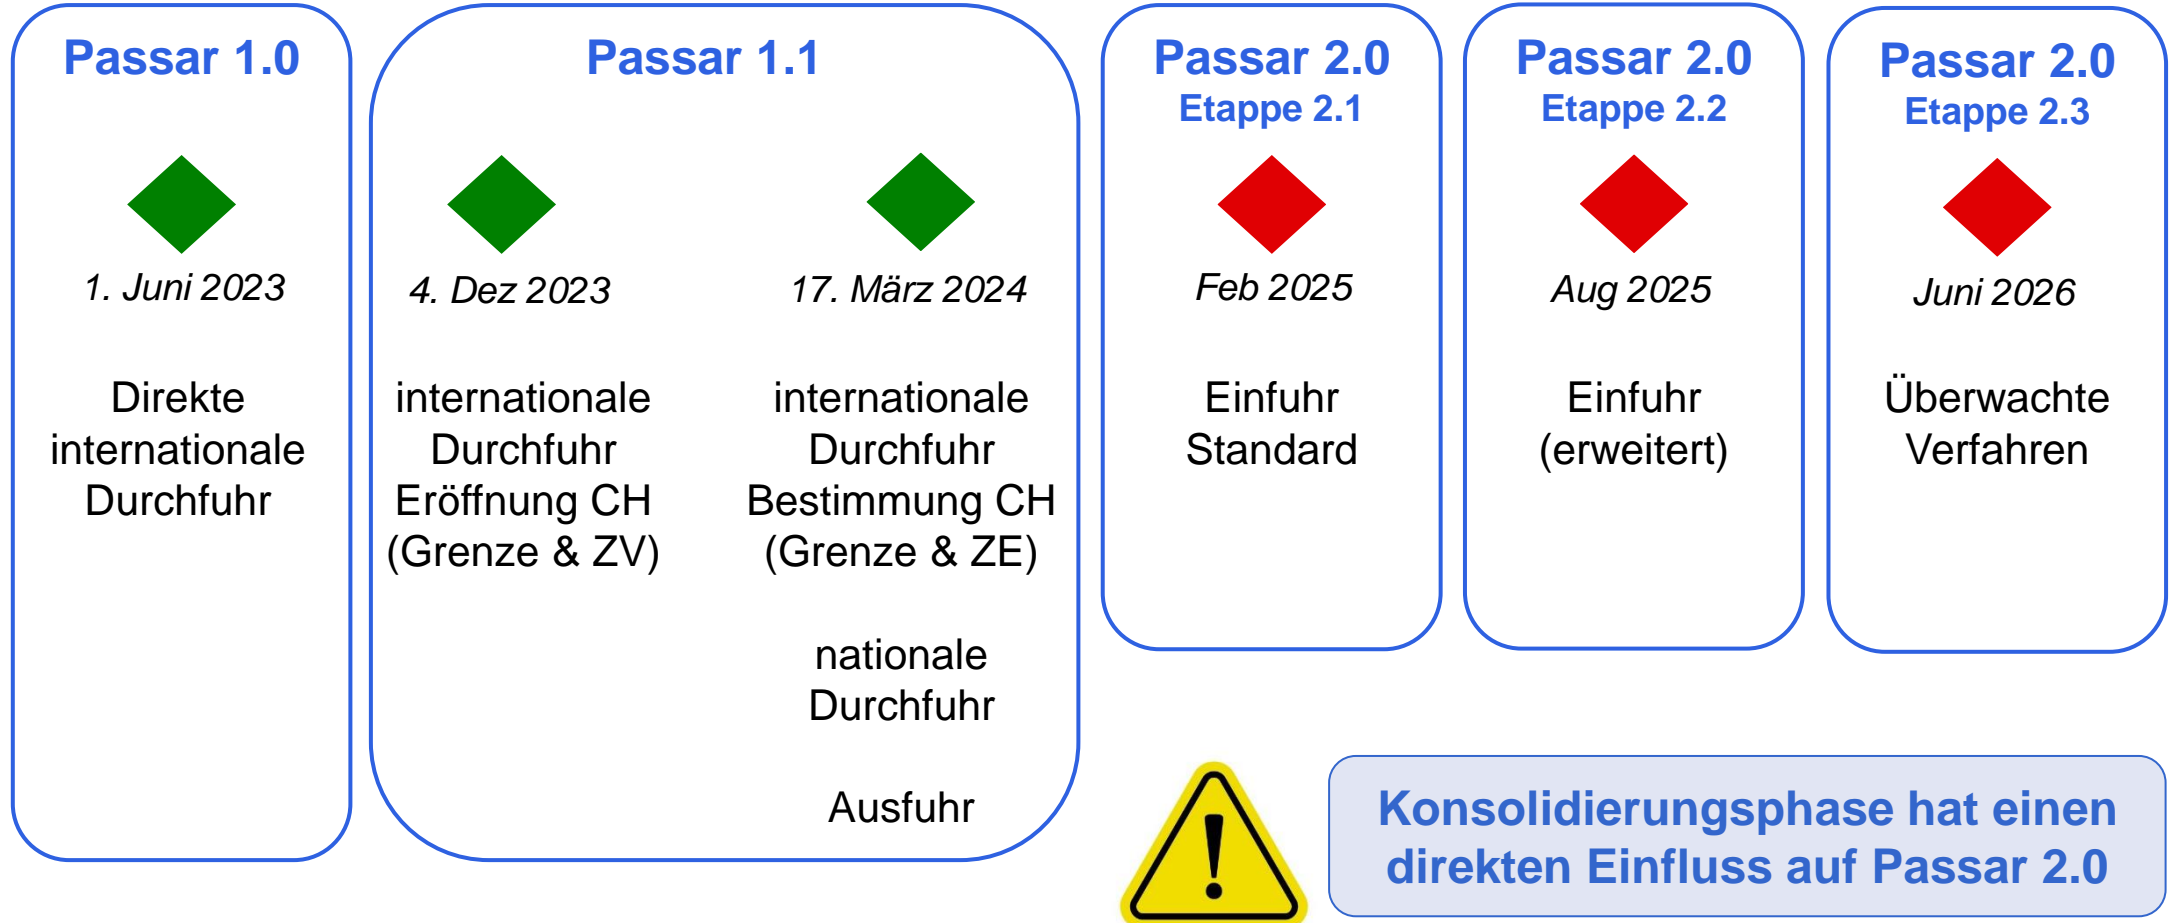 Passar 1.0
1. Juni 2023
Direkte
internationale
Durchfuhr
Passar 1.1
4. Dez 2023
internationale
Durchfuhr
Eröffnung CH
(Grenze & ZV)
17. März 2024
internationale
Durchfuhr
Bestimmung CH
(Grenze & ZE)
nationale
Durchfuhr
Ausfuhr
Passar 2.0
Etappe 2.1
Feb 2025
Einfuhr
Standard
Passar 2.0
Etappe 2.2
Aug 2025
Einfuhr
(erweitert)
Passar 2.0
Etappe 2.3
Juni 2026
Überwachte
Verfahren
!
Konsolidierungsphase hat einen
direkten Einfluss auf Passar 2.0